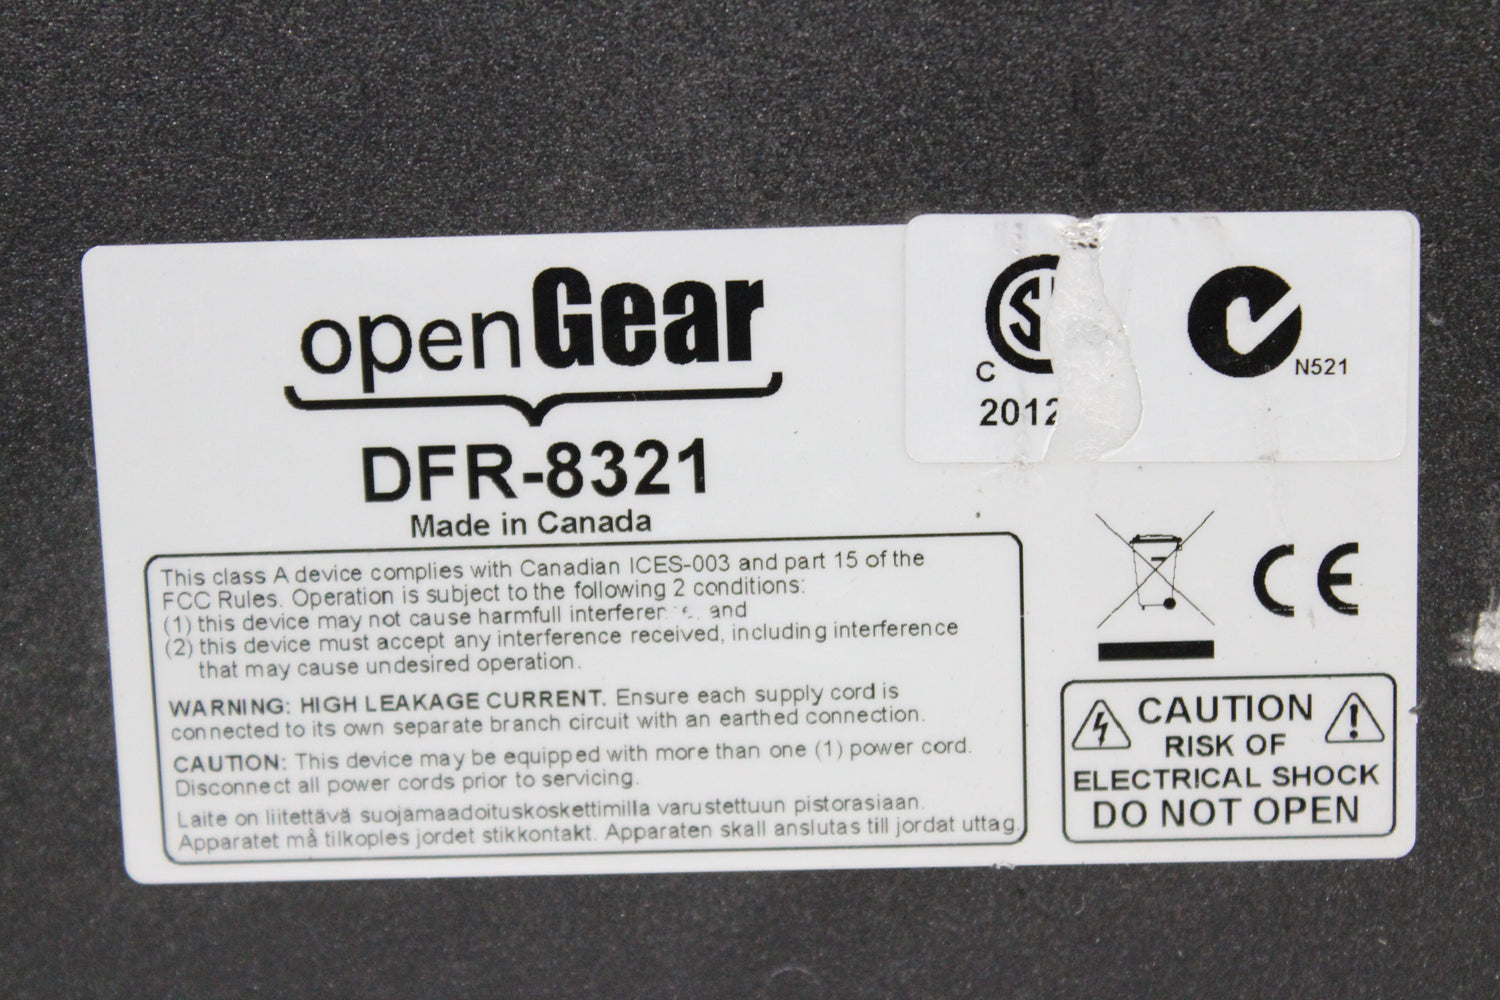 openGear
DFR-8321
Made in Canada
C
2012
N521
This class A device complies with Canadian ICES-003 and part 15 of the
FCC Rules. Operation is subject to the following 2 conditions:
(1) this device may not cause harmfull and
(2) this device must accept any interference received, including interference
that may cause undesired operation.
WARNING: HIGH LEAKAGE CURRENT. Ensure each supply cord is
connected to its own separate branch circuit with an earthed connection.
CAUTION: This device may be equipped with more than one (1) power cord.
Disconnect all power cords prior to servicing.
Laite on liitettävä suojamaadoituskoskettimilla varustettuun pistorasiaan.
Apparatet må tilkoples jordet stikkontakt. Apparaten skall anslutas till jordat uttag.
CE
CAUTION
RISK OF
ELECTRICAL SHOCK
DO NOT OPEN